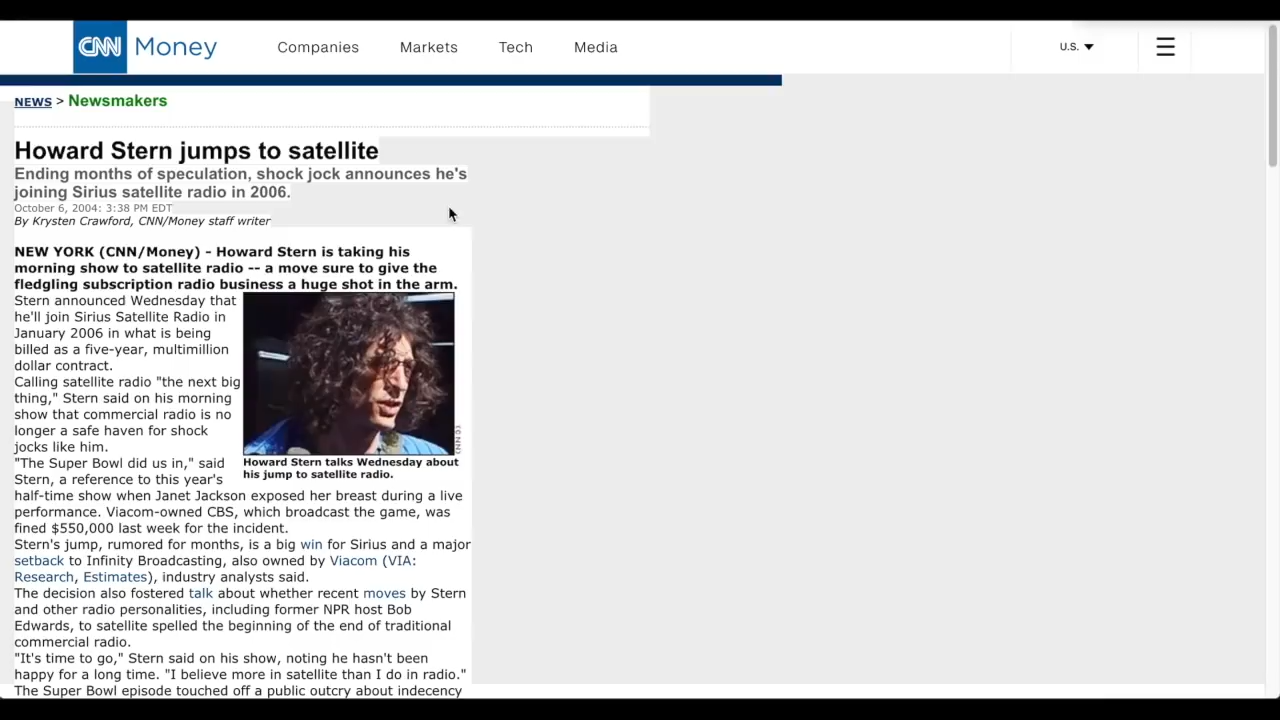 CNN Money
Companies Markets Tech Media
U.S.
NEWS > Newsmakers
Howard Stern jumps to satellite
Ending months of speculation, shock jock announces he's
joining Sirius satellite radio in 2006.
October 6, 2004: 3:38 PM EDT
By Krysten Crawford, CNN/Money staff writer
NEW YORK (CNN/Money) - Howard Stern is taking his
morning show to satellite radio -- a move sure to give the
fledgling subscription radio business a huge shot in the arm.
Stern announced Wednesday that
he'll join Sirius Satellite Radio in
January 2006 in what is being
billed as a five-year, multimillion
dollar contract.
Calling satellite radio "the next big
thing," Stern said on his morning
show that commercial radio is no
longer a safe haven for shock
jocks like him.
"The Super Bowl did us in," said
Stern, a reference to this year's
Howard Stern talks Wednesday about
his jump to satellite radio.
half-time show when Janet Jackson exposed her breast during a live
performance. Viacom-owned CBS, which broadcast the game, was
fined $550,000 last week for the incident.
Stern's jump, rumored for months, is a big win for Sirius and a major
setback to Infinity Broadcasting, also owned by Viacom (VIA:
Research, Estimates), industry analysts said.
The decision also fostered talk about whether recent moves by Stern
and other radio personalities, including former NPR host Bob
Edwards, to satellite spelled the beginning of the end of traditional
commercial radio.
"It's time to go," Stern said on his show, noting he hasn't been
happy for a long time. "I believe more in satellite than I do in radio."
The Super Bowl episode touched off a public outcry about indecency